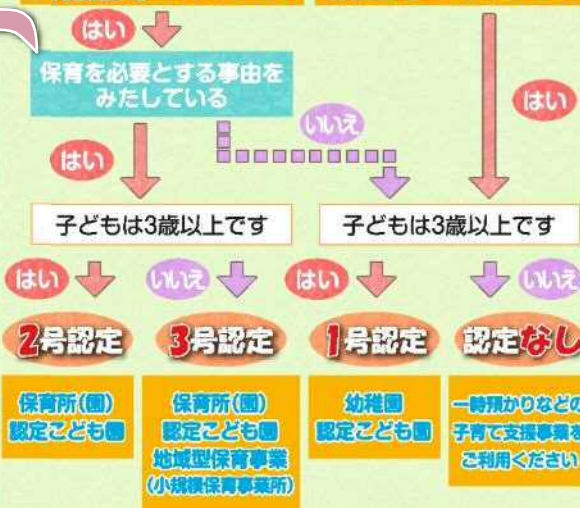 はい
保育を必要とする事由を
みたしている
はい
いいえ
はい
子どもは3歳以上です
子どもは3歳以上です
はい
いいえ
はい
いいえ
2号認定
3号認定
1号認定
認定なし
保育所(園)
認定こども園
保育所(園)
認定こども園
地域型保育事業
(小規模保育事業所)
幼稚園
認定こども園
一時預かりなどの
子育て支援事業を
ご利用ください